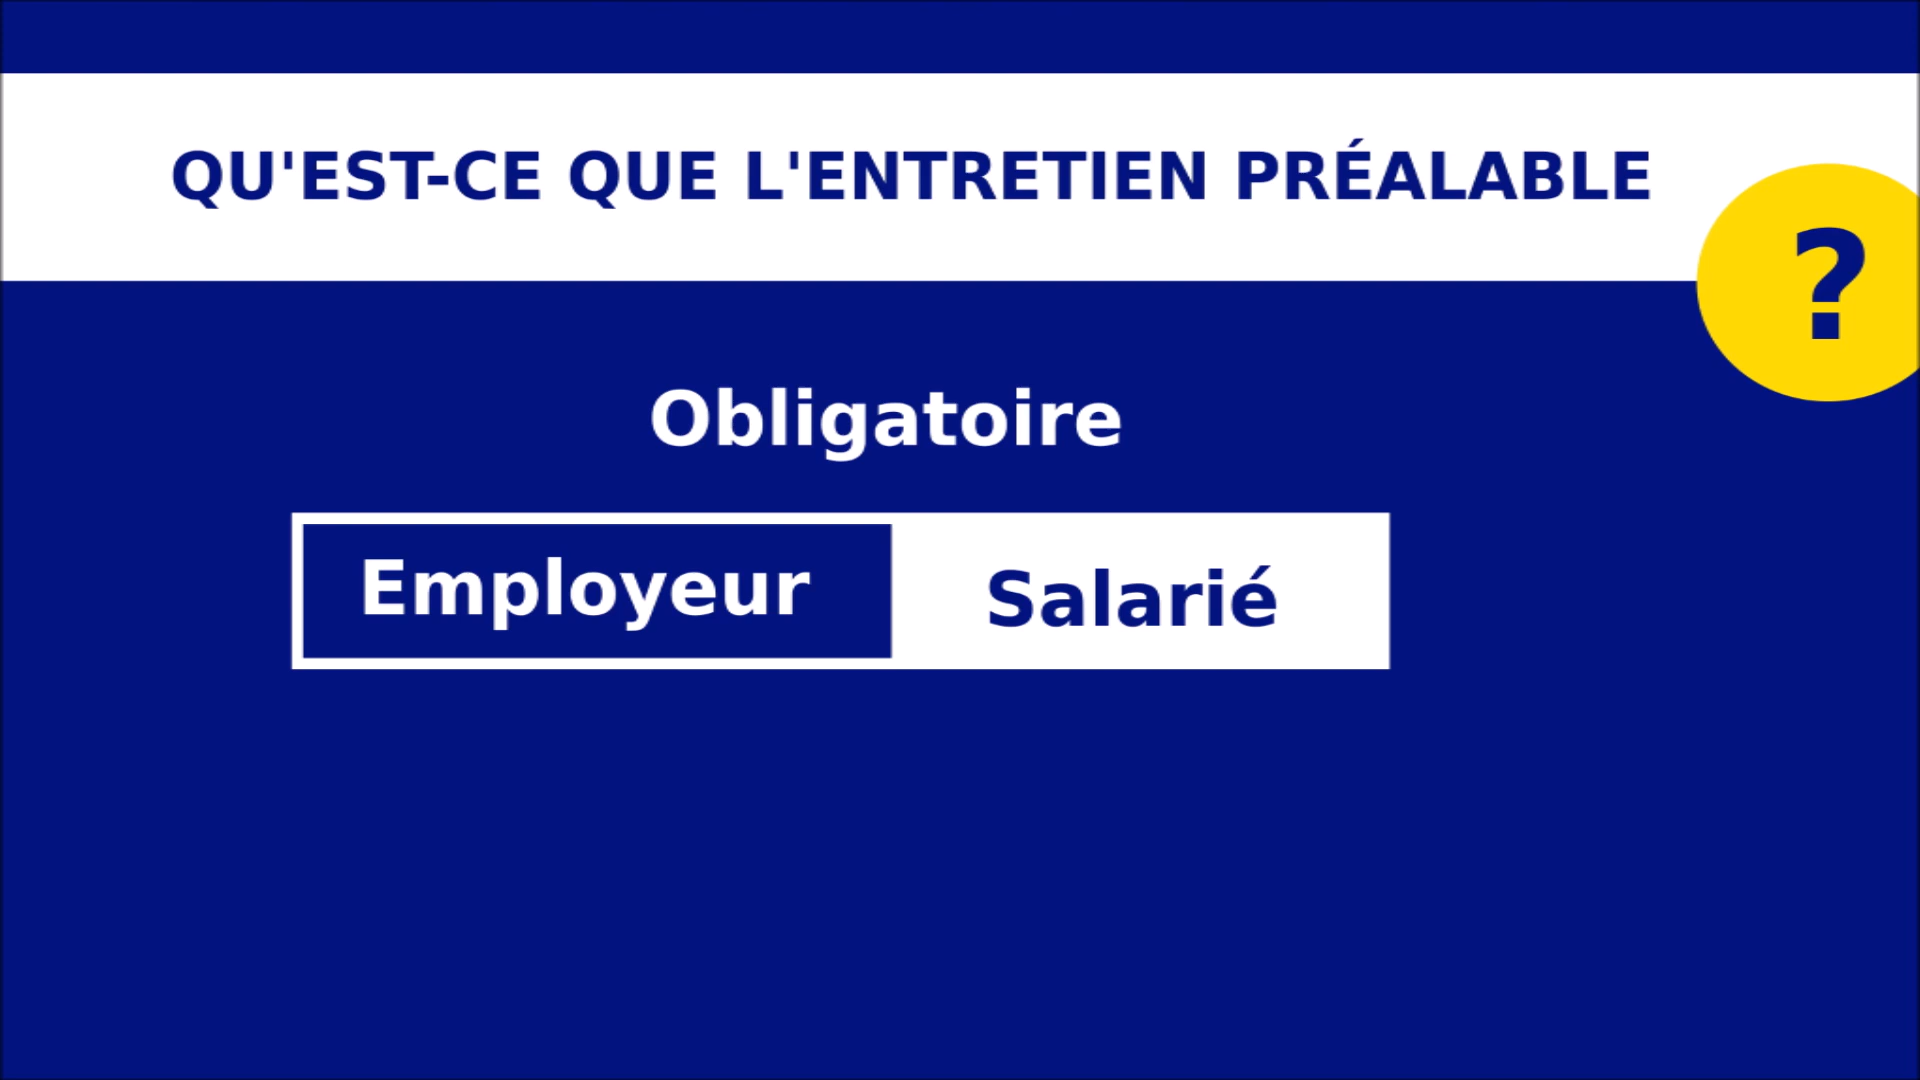 QU'EST-CE QUE L'ENTRETIEN PRÉALABLE
?
Obligatoire
Employeur Salarié